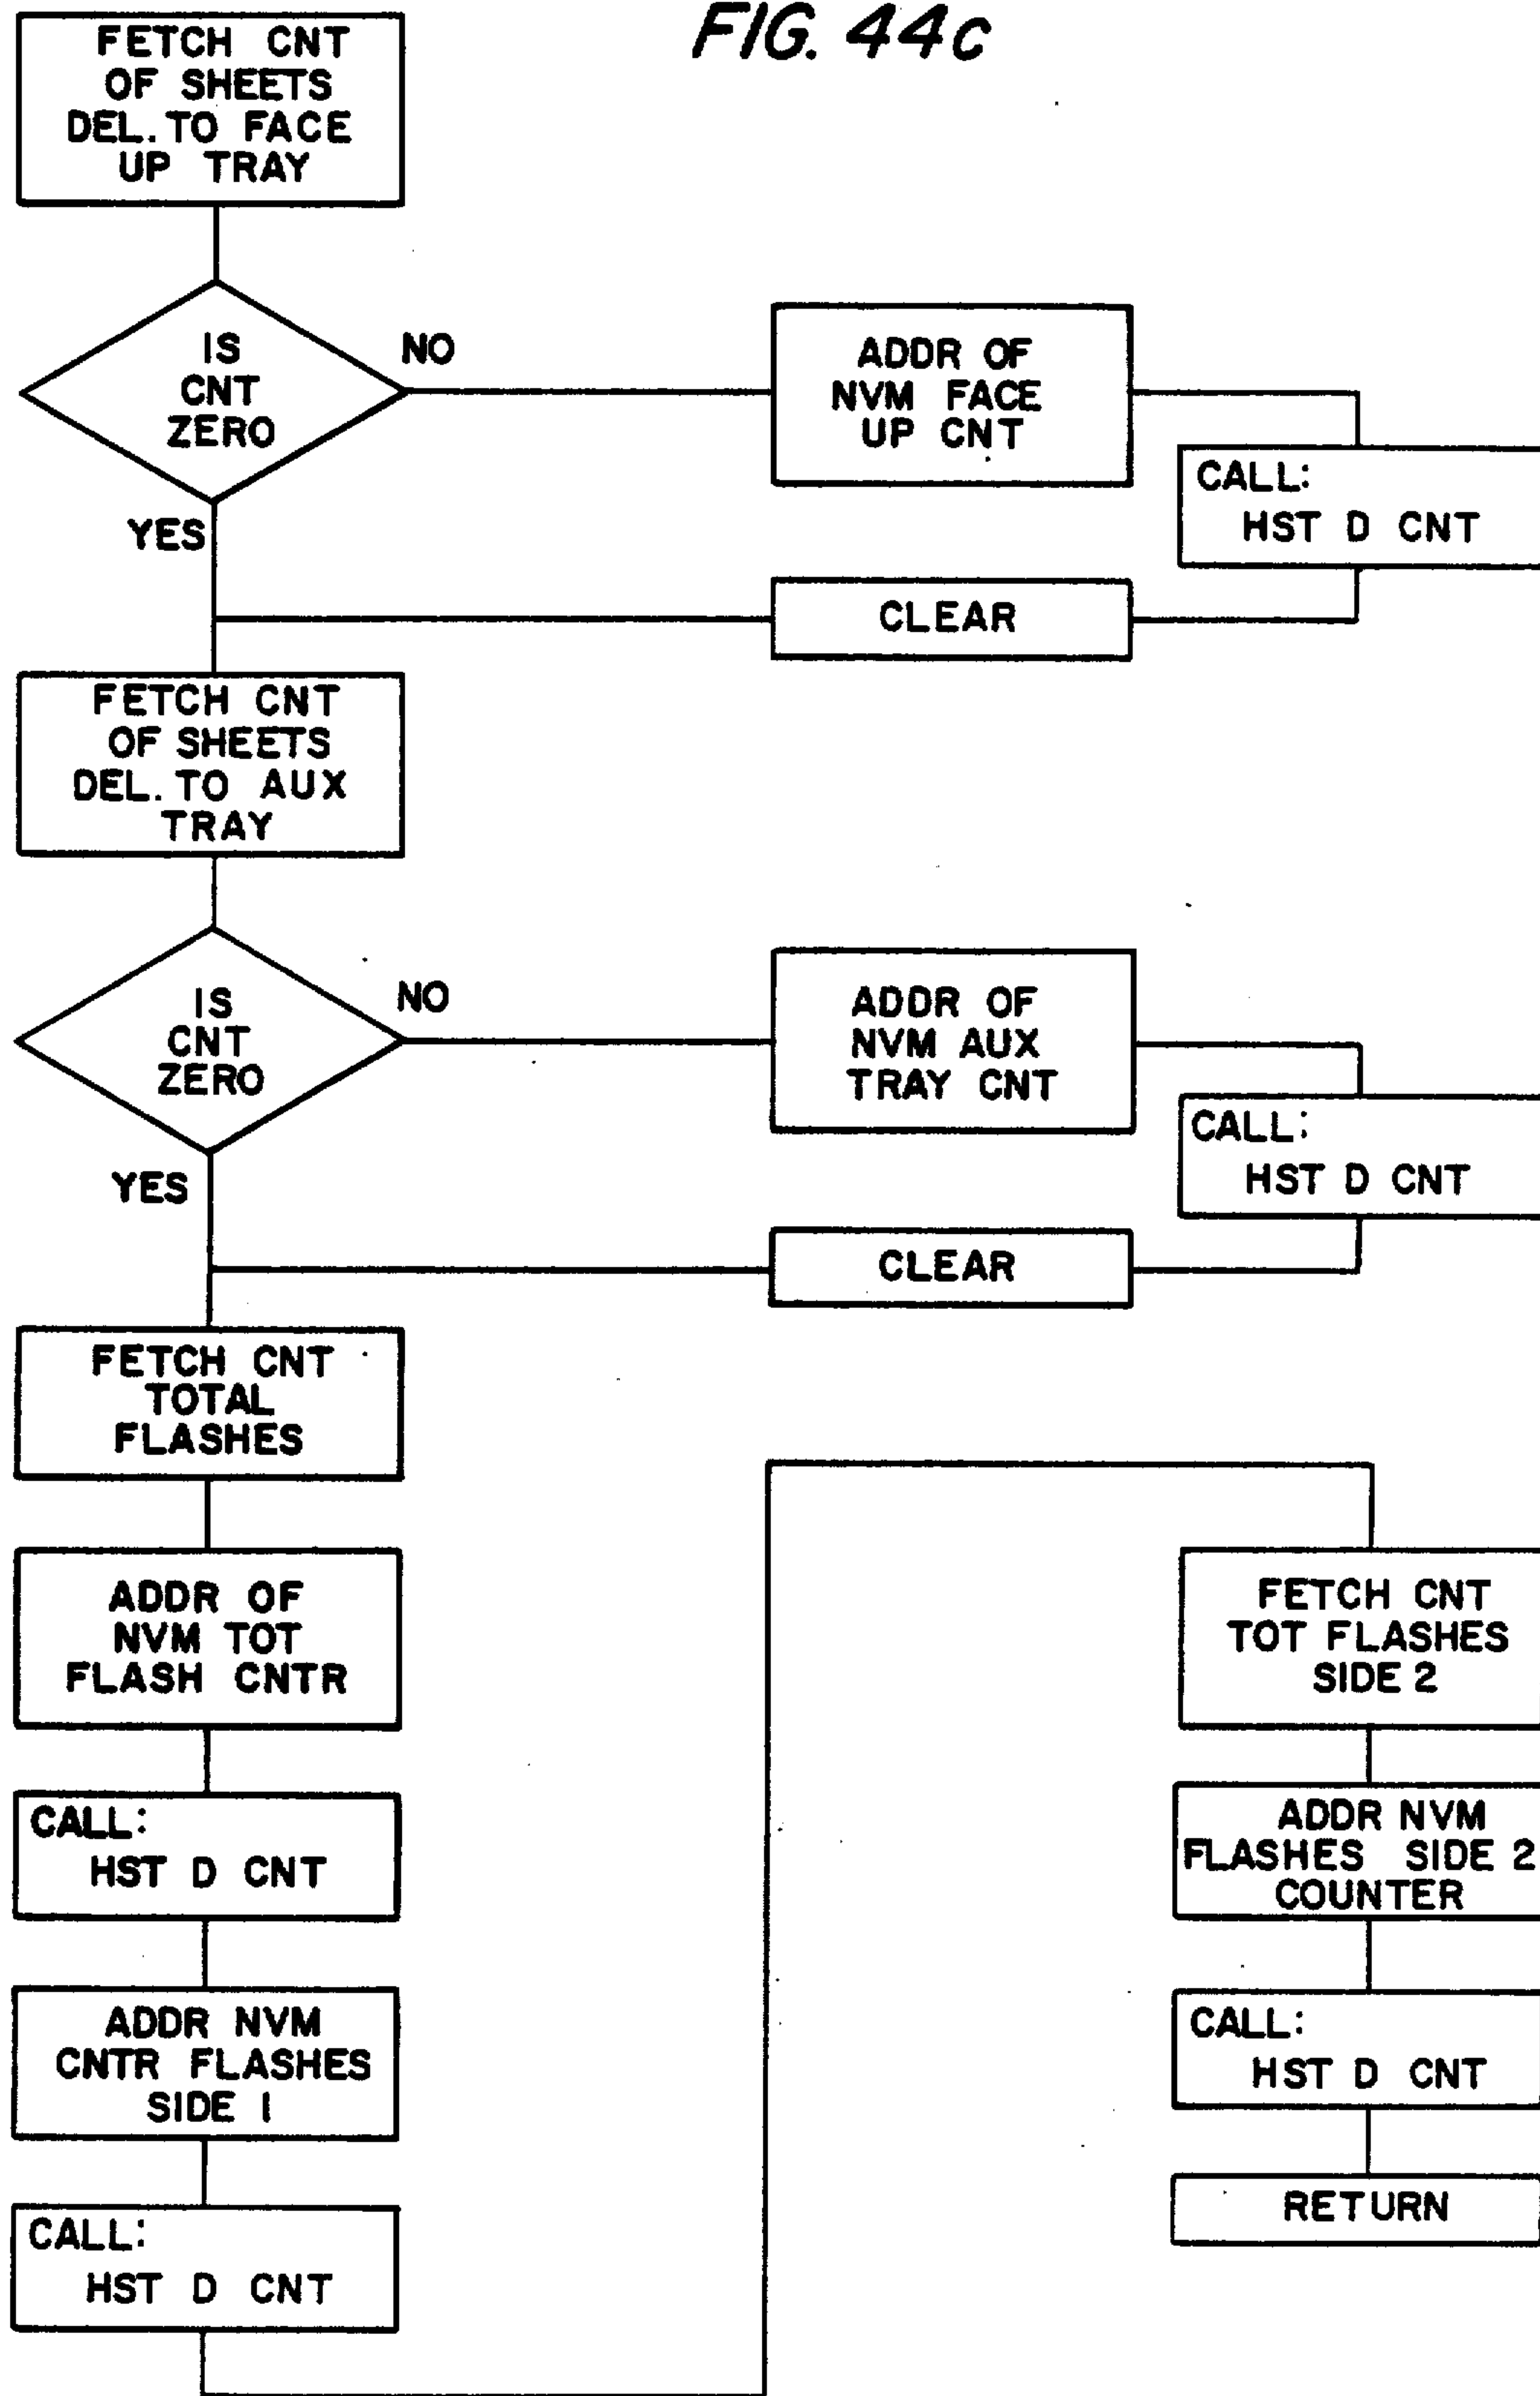 FIG. 44c
FETCH CNT
OF SHEETS
DEL. TO FACE
UP TRAY
IS
CNT
ZERO
NO
YES
ADDR OF
NVM FACE
UP CNT
CALL:
HST D CNT
CLEAR
FETCH CNT
OF SHEETS
DEL. TO AUX
TRAY
IS
CNT
ZERO
NO
YES
ADDR OF
NVM AUX
TRAY CNT
CALL:
HST D CNT
CLEAR
FETCH CNT
TOTAL
FLASHES
ADDR OF
NVM TOT
FLASH CNTR
CALL:
HST D CNT
ADDR NVM
CNTR FLASHES
SIDE 1
CALL:
HST D CNT
FETCH CNT
TOT FLASHES
SIDE 2
ADDR NVM
FLASHES SIDE 2
COUNTER
CALL:
HST D CNT
RETURN